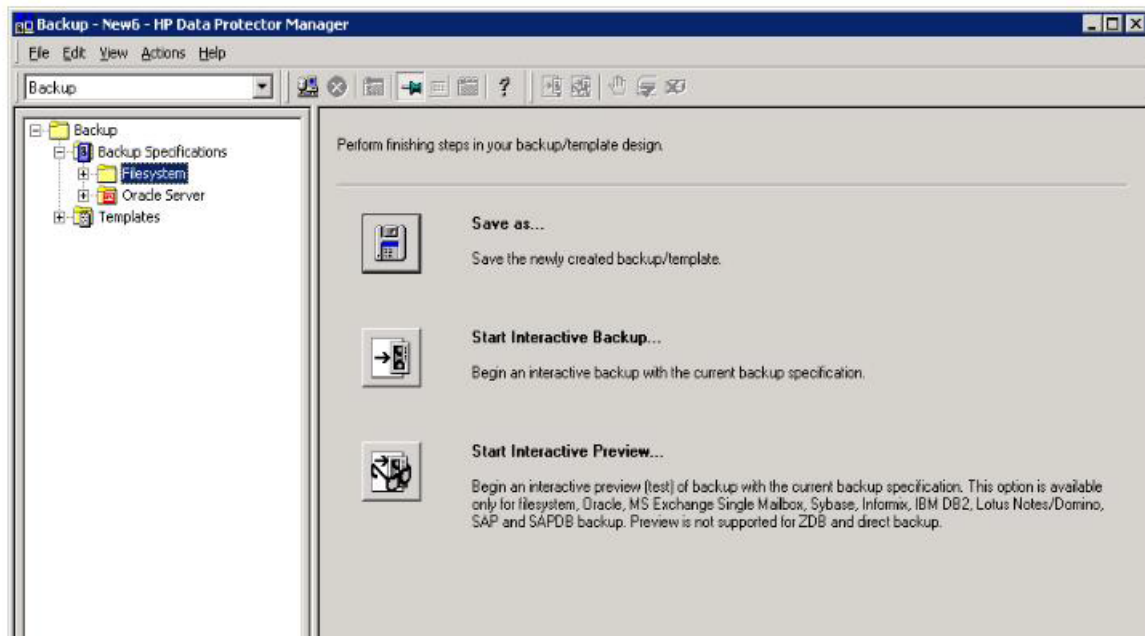 Backup - New6 - HP Data Protector Manager
File Edit View Actions Help
Backup
Backup
Backup Specifications
Filesystem
Oracle Server
Templates
Perform finishing steps in your backup/template design.
Save as...
Save the newly created backup/template.
Start Interactive Backup...
Begin an interactive backup with the current backup specification.
Start Interactive Preview...
Begin an interactive preview (test) of backup with the current backup specification. This option is available
only for filesystem, Oracle, MS Exchange Single Mailbox, Sybase, Informix, IBM DB2, Lotus Notes/Domino,
SAP and SAPDB backup. Preview is not supported for ZDB and direct backup.